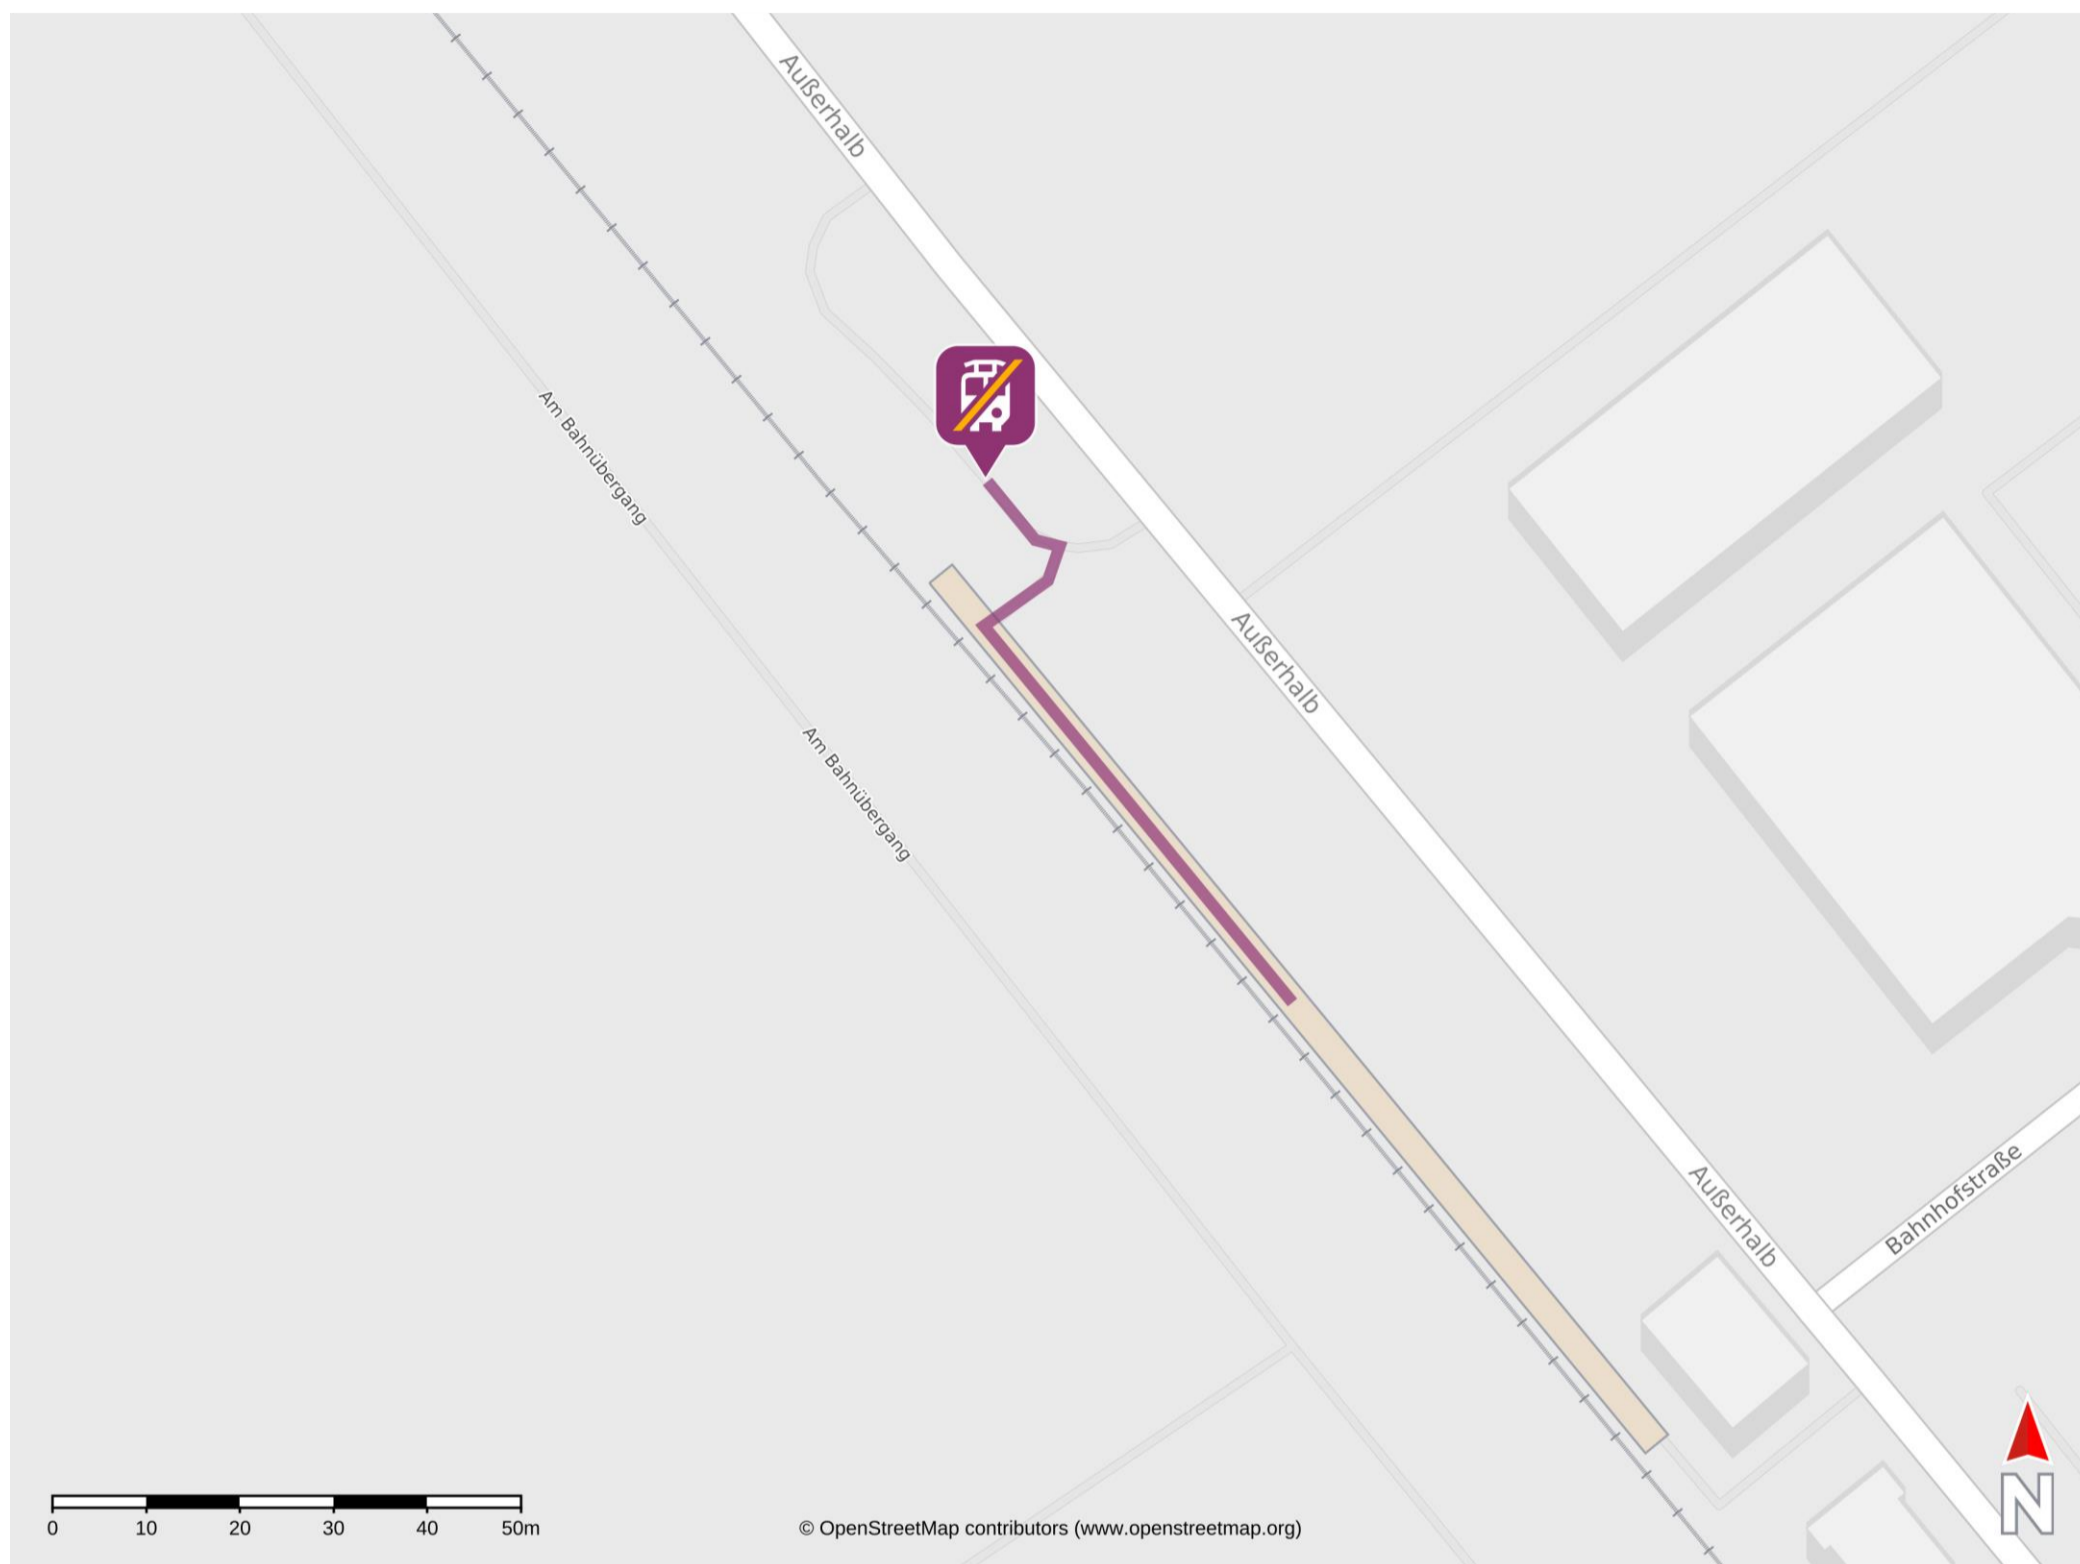 Außerhalb
Am Bahnübergang
Außerhalb
Am Bahnübergang
Außerhalb
Bahnhofstraße
N
0 10 20 30 40 50m
© OpenStreetMap contributors (www.openstreetmap.org)